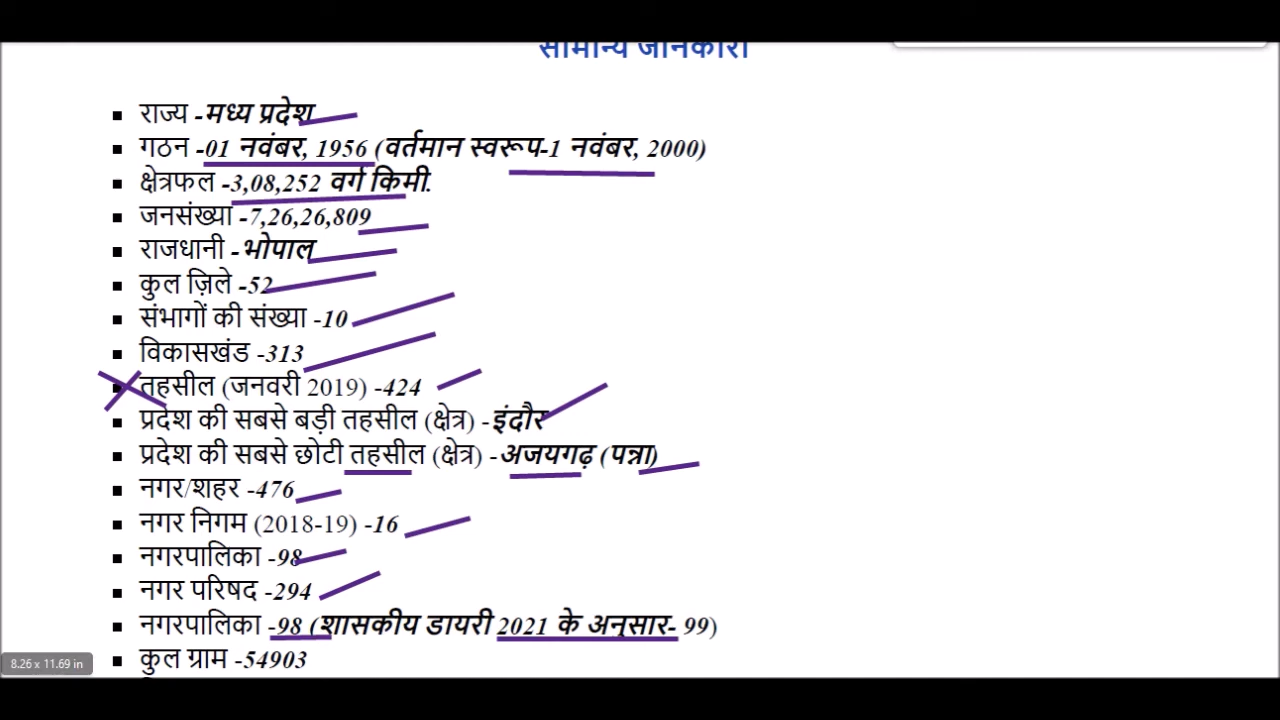 सामान्य जानकारी
राज्य -मध्य प्रदेश
गठन -01 नवंबर, 1956 (वर्तमान स्वरूप-1 नवंबर, 2000)
क्षेत्रफल -3,08,252 वर्ग किमी.
जनसंख्या -7,26,26,809
राजधानी -भोपाल
कुल ज़िले -52
संभागों की संख्या -10
विकासखंड -313
तहसील (जनवरी 2019) -424
प्रदेश की सबसे बड़ी तहसील (क्षेत्र) -इंदौर
प्रदेश की सबसे छोटी तहसील (क्षेत्र) -अजयगढ़ (पन्ना)
नगर/शहर -476
नगर निगम (2018-19) -16
नगरपालिका -98
नगर परिषद -294
नगरपालिका -98 (शासकीय डायरी 2021 के अनुसार- 99)
कुल ग्राम -54903
8.26 x 11.69 in